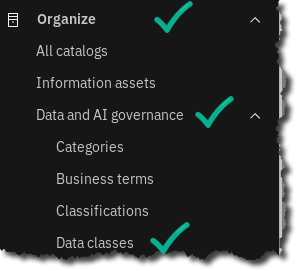 Organize
All catalogs
Information assets
Data and AI governance
Categories
Business terms
Classifications
Data classes